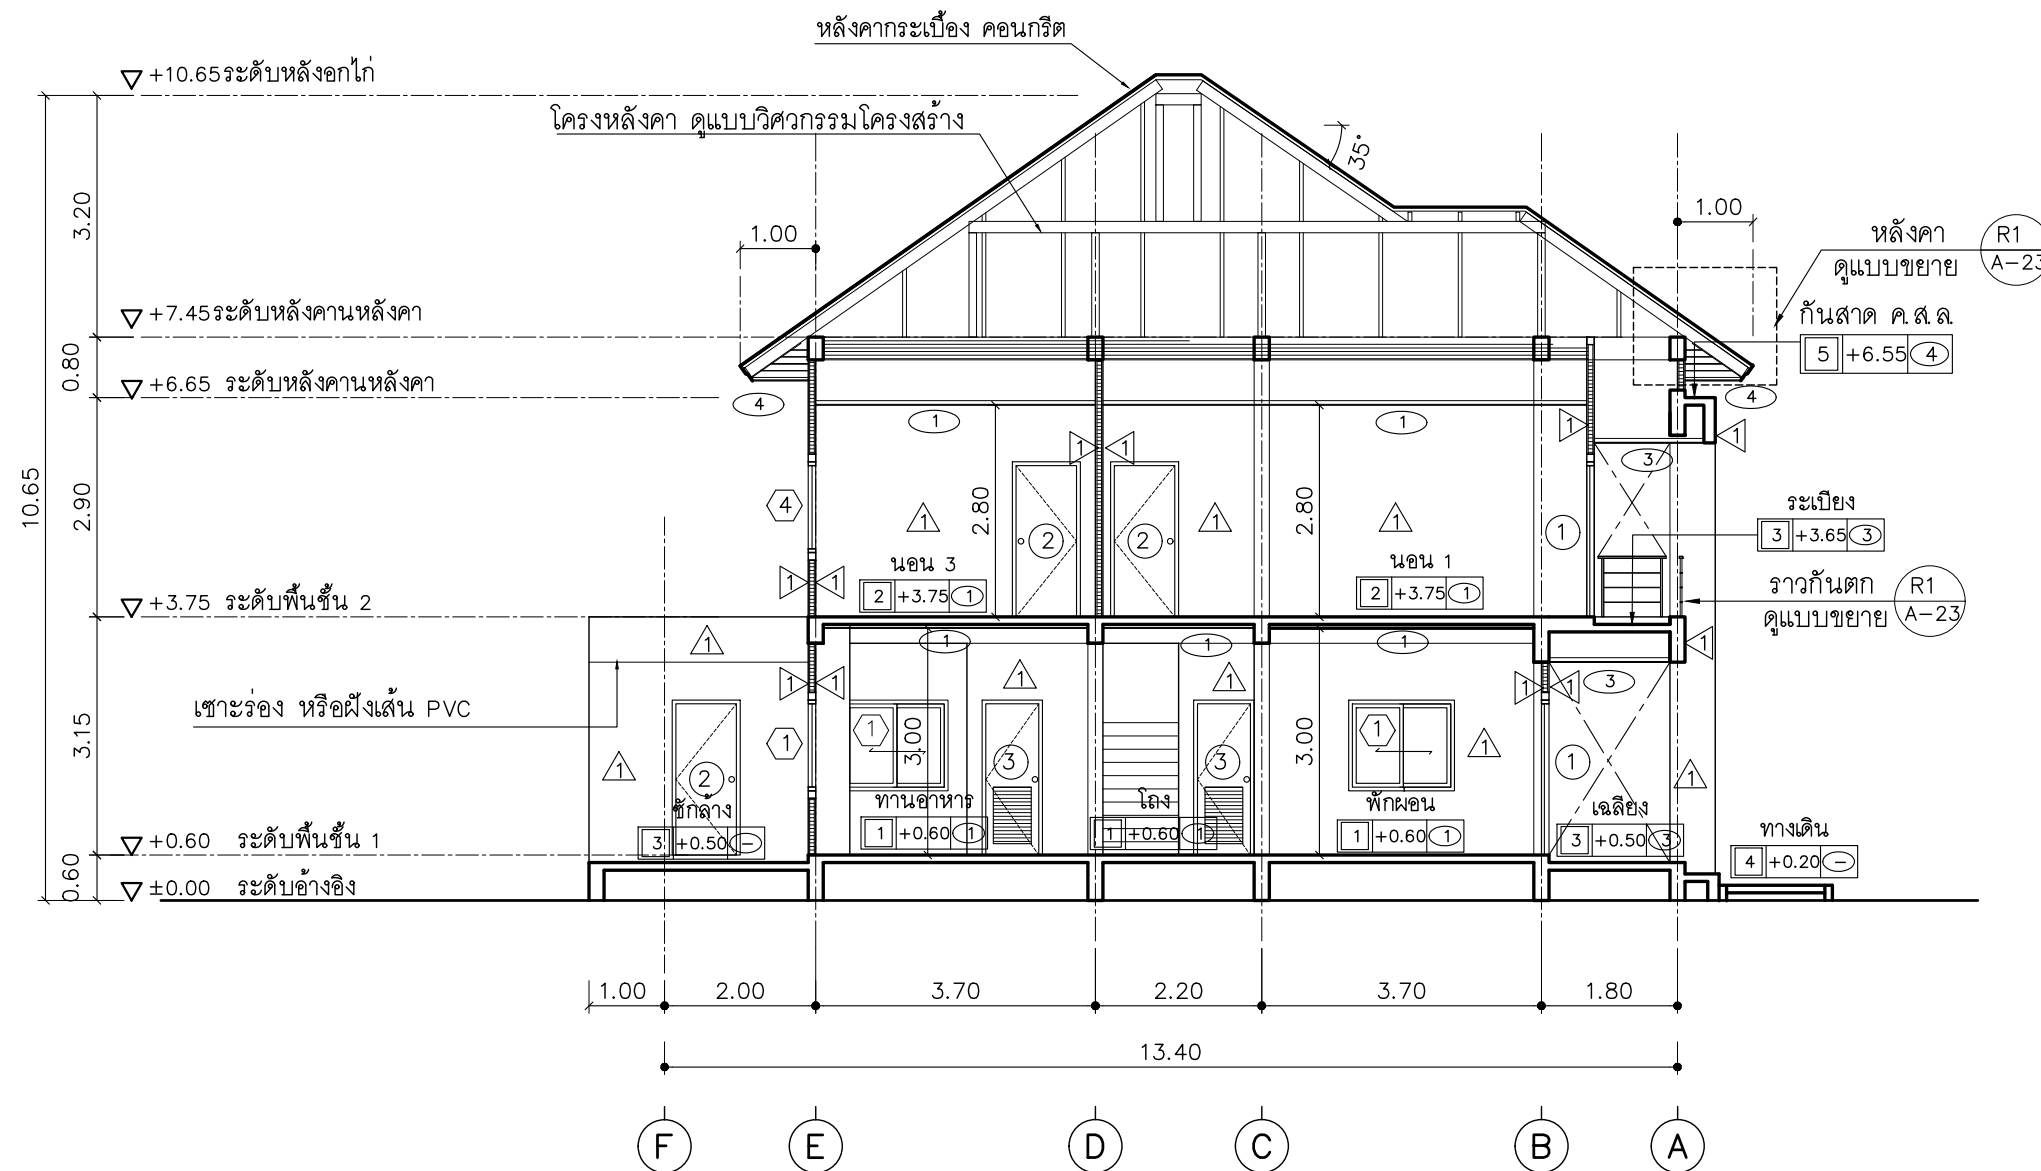 หลังคากระเบื้อง คอนกรีต
+10.65ระดับหลังอกไก่
โครงหลังคา ดูแบบวิศวกรรมโครงสร้าง
35°
3.20
1.00
1.00
หลังคา
ดูแบบขยาย
R1
A-23
+7.45ระดับหลังคานหลังคา
กันสาด ค.ส.ล.
5 +6.55 4
0.80
+6.65 ระดับหลังคานหลังคา
4
4
1
1
1
1
1
1
3
10.65
2.90
4
2.80
1
2
2
1
2.80
1
1
ระเบียง
3 +3.65 3
นอน 3
2 +3.75 1
นอน 1
2 +3.75 1
1
1
ราวกันตก
ดูแบบขยาย
R1
A-23
+3.75 ระดับพื้นชั้น 2
1
1
1
1
1
1
1
1
1
1
1
3
เซาะร่อง หรือฝังเส้น PVC
3.15
1
2
1
1
3.00
3
3
3.00
1
1
1
1
ซักล้าง
3 +0.50 –
ทานอาหาร
1 +0.60 1
โถง
1 +0.60 1
พักผ่อน
1 +0.60 1
เฉลียง
3 +0.50 3
ทางเดิน
4 +0.20 –
+0.60 ระดับพื้นชั้น 1
0.60
±0.00 ระดับอ้างอิง
1.00 2.00 3.70 2.20 3.70 1.80
13.40
F E D C B A